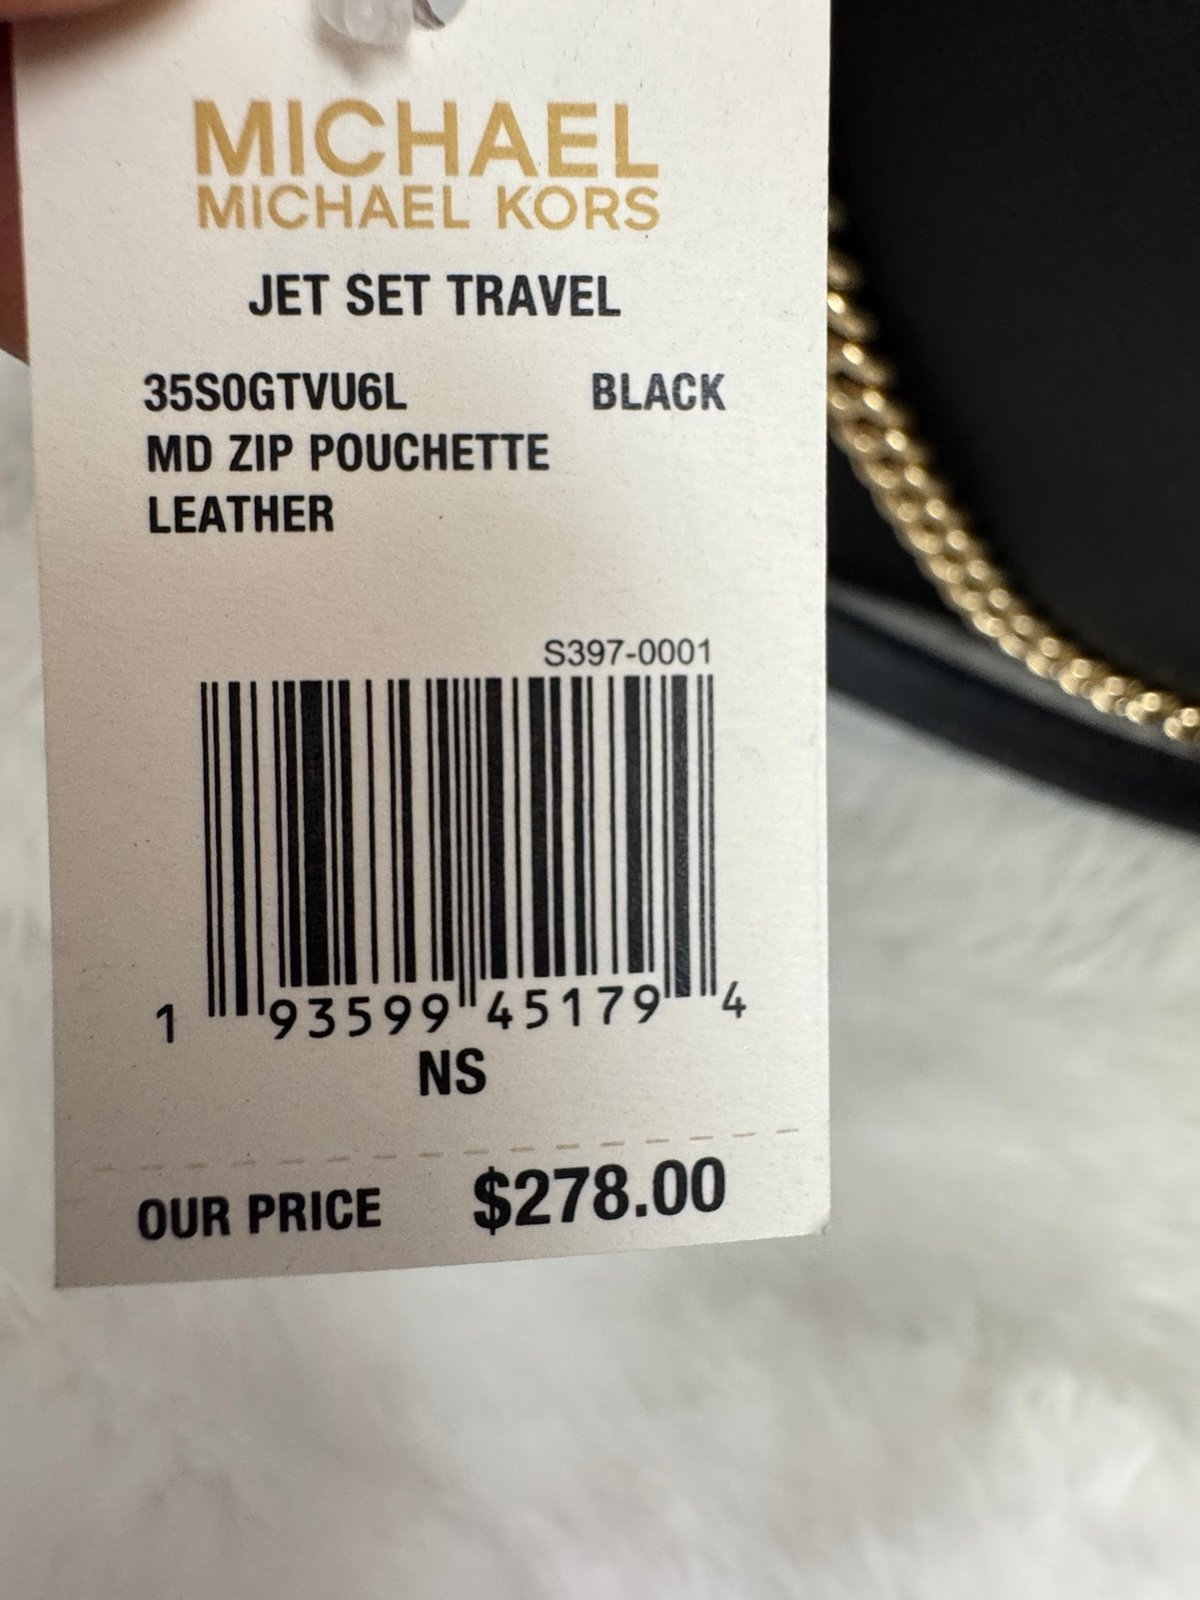 MICHAEL
MICHAEL KORS
JET SET TRAVEL
35S0GTVU6L BLACK
MD ZIP POUCHETTE
LEATHER
S397-0001
1 93599 45179 4
NS
OUR PRICE $278.00